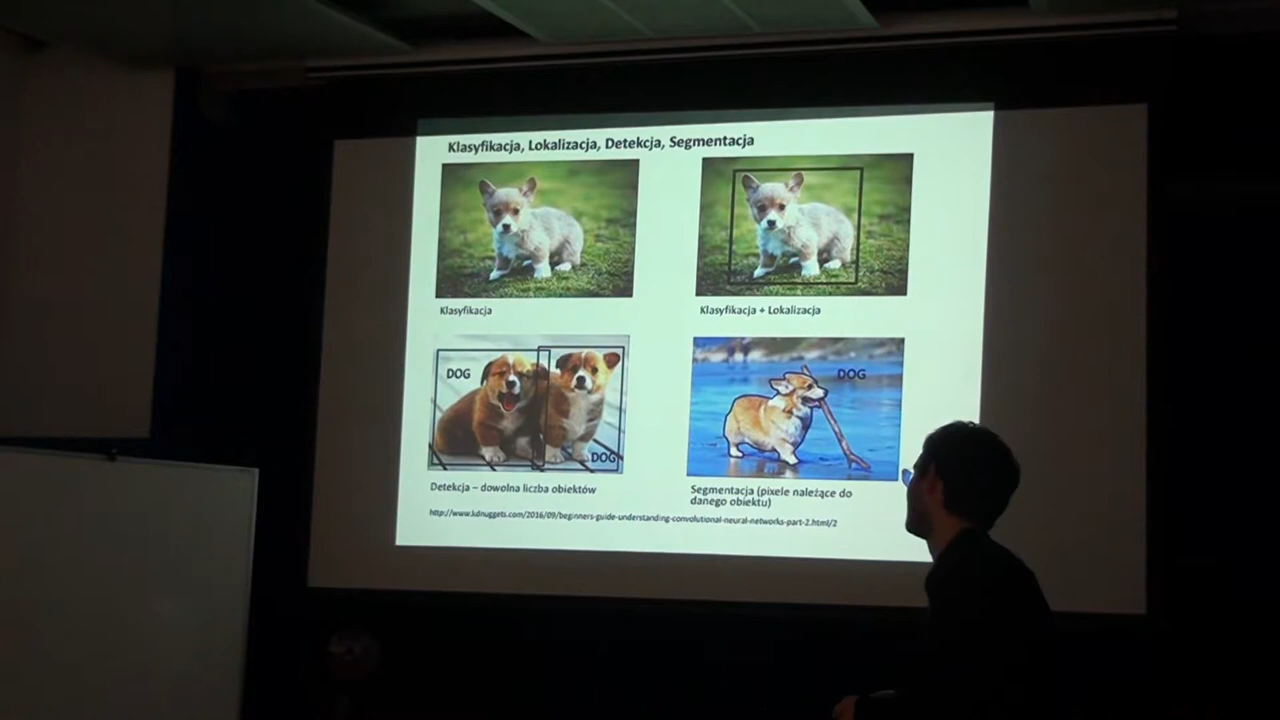 Klasyfikacja, Lokalizacja, Detekcja, Segmentacja
Klasyfikacja
Klasyfikacja + Lokalizacja
DOG
DOG
DOG
Detekcja – dowolna liczba obiektów
Segmentacja (pixele należące do
danego obiektu)
http://www.kdnuggets.com/2016/09/beginners-guide-understanding-convolutional-neural-networks-part-2.html/2